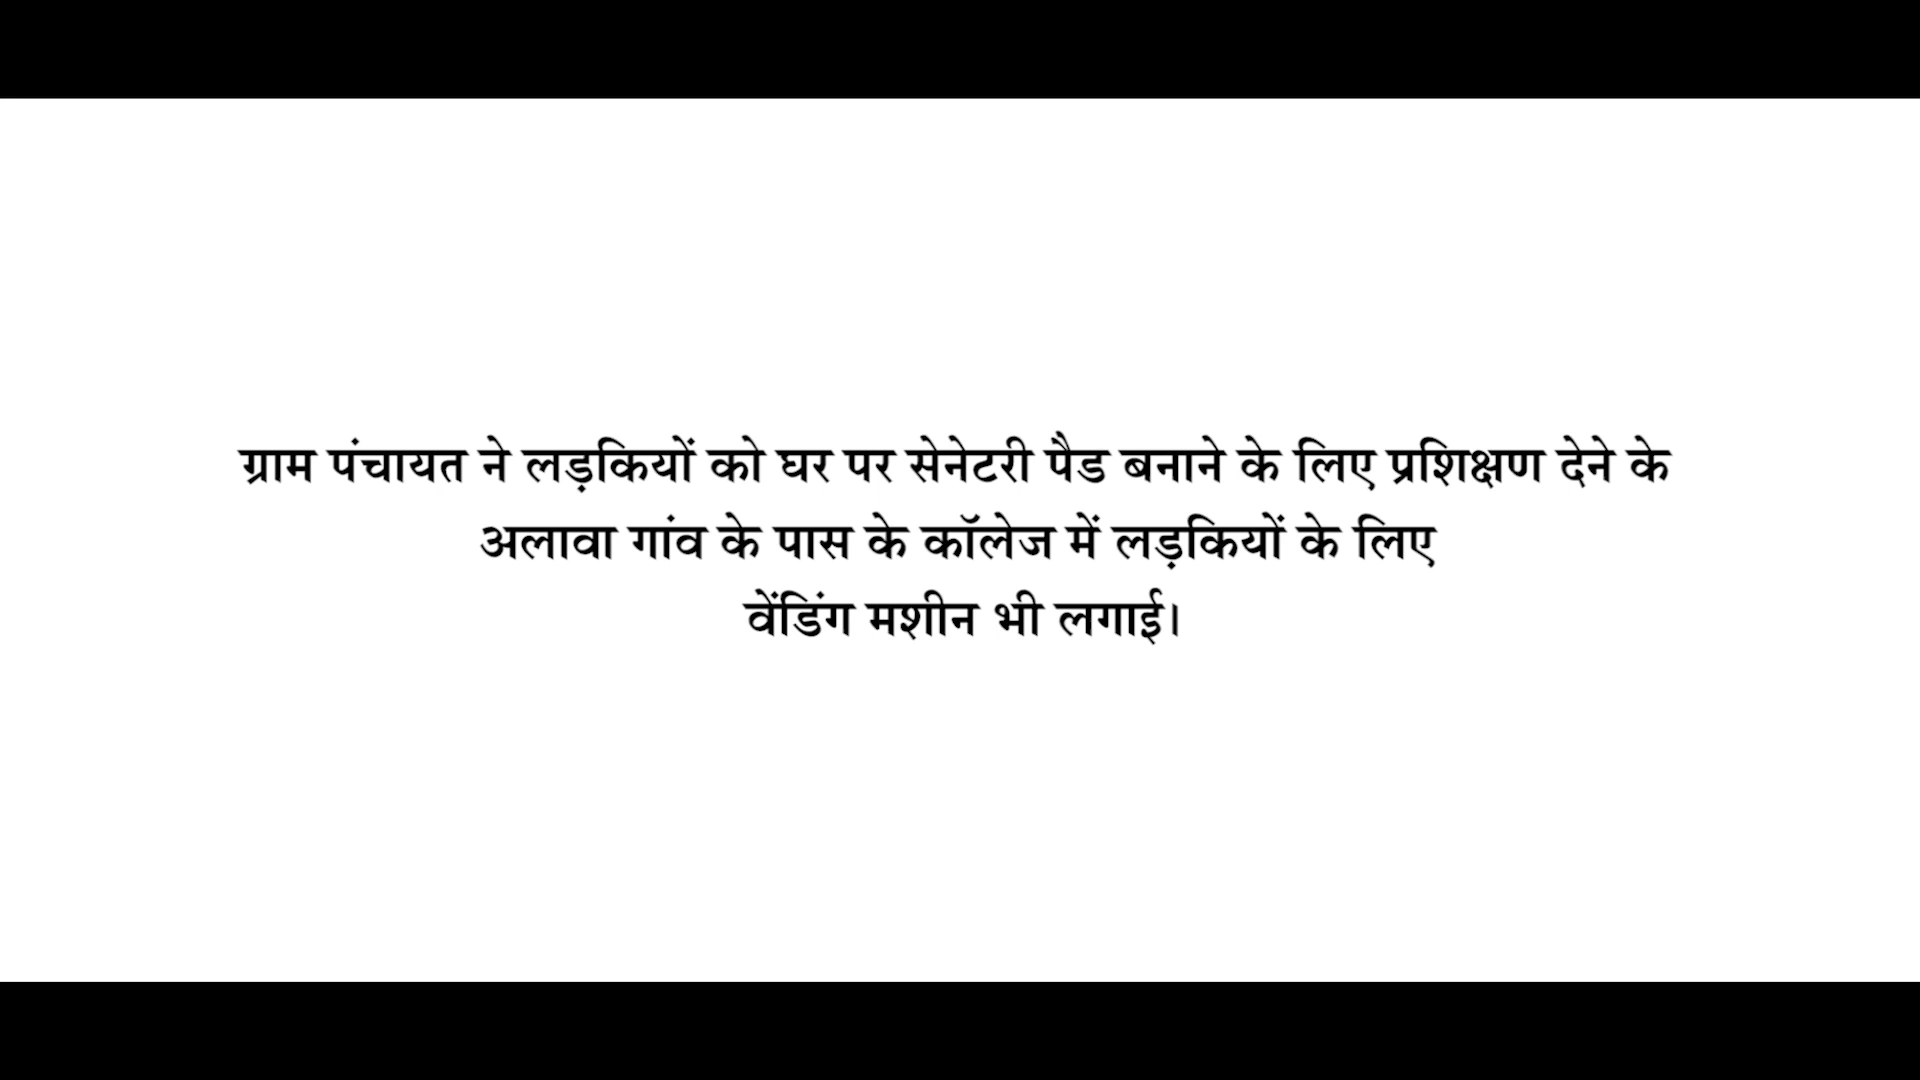 ग्राम पंचायत ने लड़कियों को घर पर सेनेटरी पैड बनाने के लिए प्रशिक्षण देने के
अलावा गांव के पास के कॉलेज में लड़कियों के लिए
वेंडिंग मशीन भी लगाई।